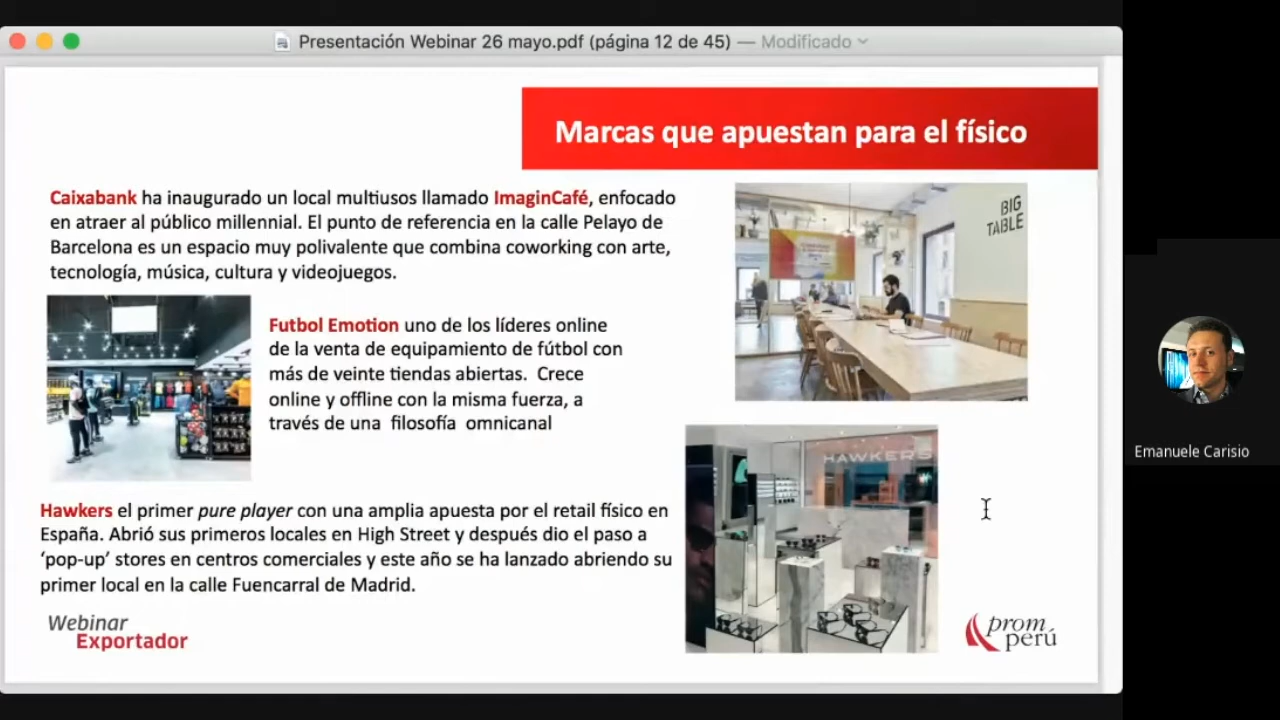 Presentación Webinar 26 mayo.pdf (página 12 de 45) — Modificado
Marcas que apuestan para el físico
Caixabank ha inaugurado un local multiusos llamado ImaginCafé, enfocado
en atraer al público millennial. El punto de referencia en la calle Pelayo de
Barcelona es un espacio muy polivalente que combina coworking con arte,
tecnología, música, cultura y videojuegos.
BIG
TABLE
Futbol Emotion uno de los líderes online
de la venta de equipamiento de fútbol con
más de veinte tiendas abiertas. Crece
online y offline con la misma fuerza, a
través de una filosofía omnicanal
HAWKERS
Hawkers el primer pure player con una amplia apuesta por el retail físico en
España. Abrió sus primeros locales en High Street y después dio el paso a
‘pop-up’ stores en centros comerciales y este año se ha lanzado abriendo su
primer local en la calle Fuencarral de Madrid.
Webinar
Exportador
prom
perú
Emanuele Carisio